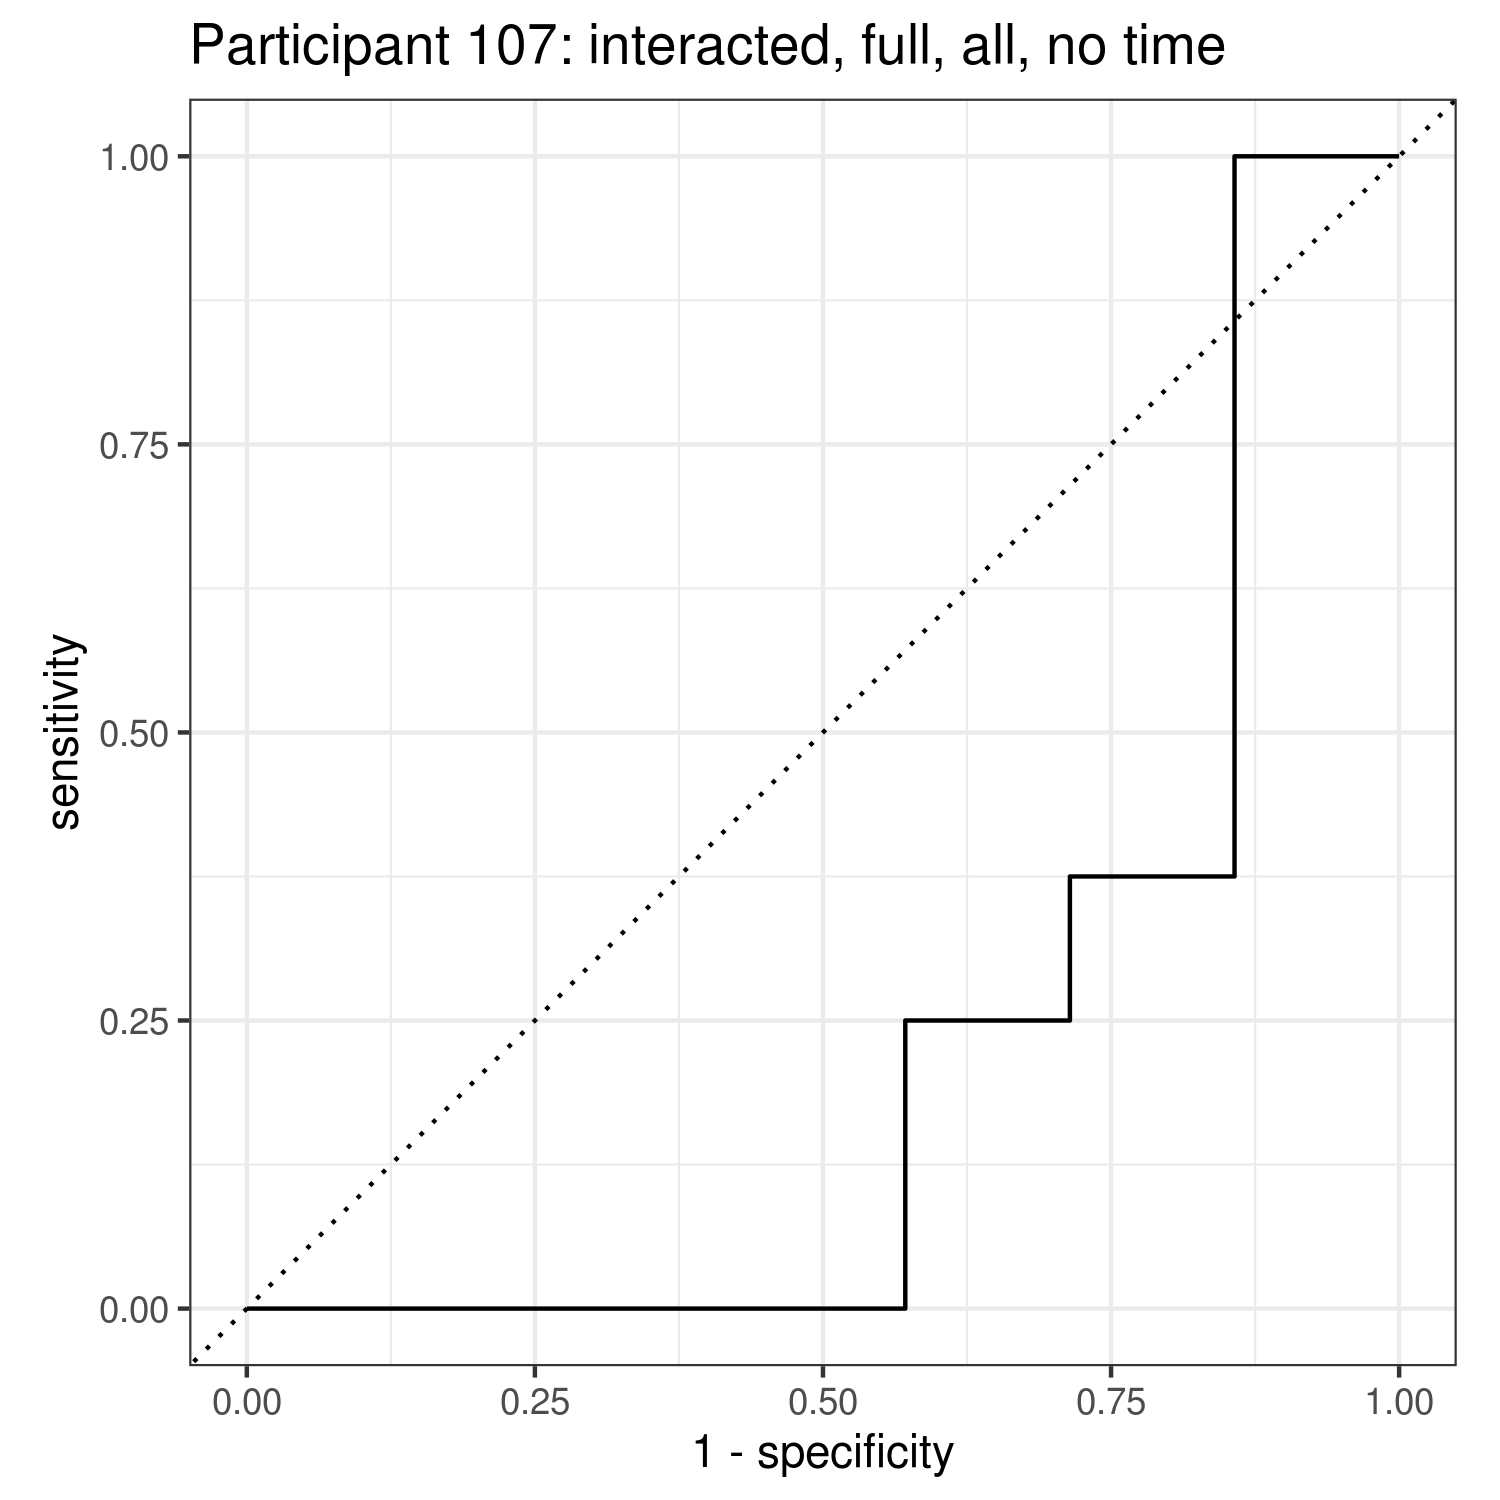 Participant 107: interacted, full, all, no time
1.00
0.75
0.50
0.25
0.00
sensitivity
0.00 0.25 0.50 0.75 1.00
1 - specificity